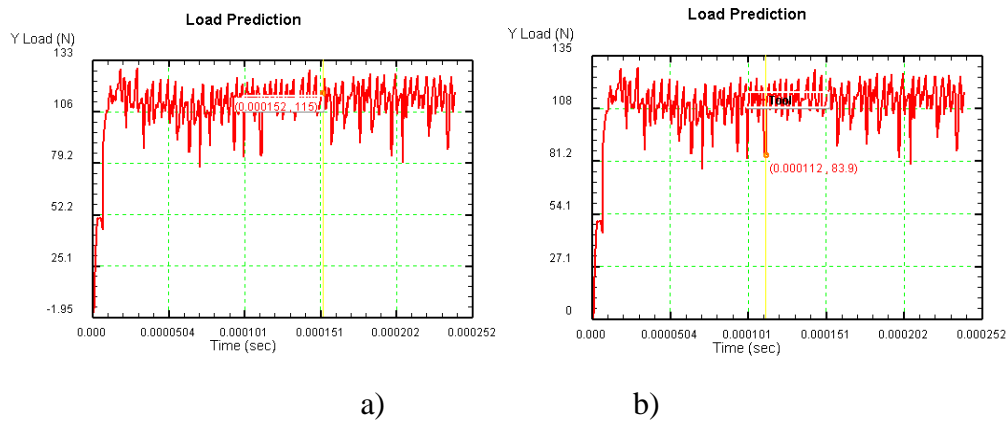 Load Prediction
Y Load (N)
133
106
79.2
52.2
25.1
-1.95
(0.000152 , 115)
0.000 0.0000504 0.000101 0.000151 0.000202 0.000252
Time (sec)
Load Prediction
Y Load (N)
135
108
81.2
54.1
27.1
0
Tool
(0.000112 , 83.9)
0.000 0.0000504 0.000101 0.000151 0.000202 0.000252
Time (sec)
a) b)